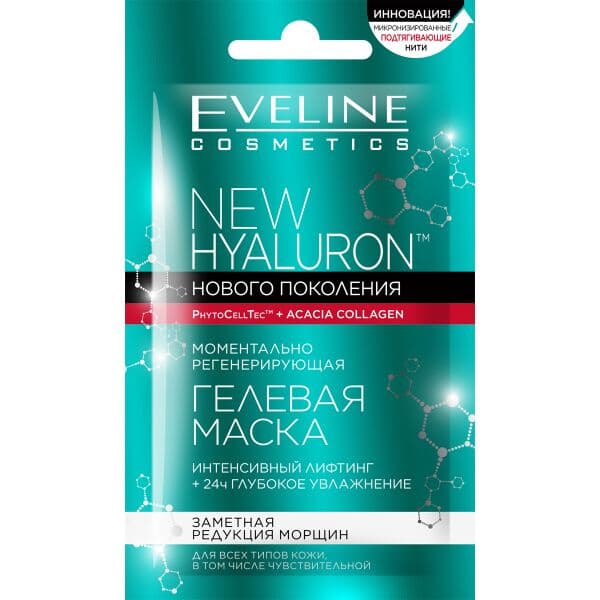 ИННОВАЦИЯ!
МИКРОНИЗИРОВАННЫЕ
ПОДТЯГИВАЮЩИЕ
НИТИ
EVELINE
COSMETICS
NEW
HYALURON™
НОВОГО ПОКОЛЕНИЯ
PHYTOCELLTEC™ + ACACIA COLLAGEN
МОМЕНТАЛЬНО
РЕГЕНЕРИРУЮЩАЯ
ГЕЛЕВАЯ
МАСКА
ИНТЕНСИВНЫЙ ЛИФТИНГ
+ 24ч ГЛУБОКОЕ УВЛАЖНЕНИЕ
ЗАМЕТНАЯ
РЕДУКЦИЯ МОРЩИН
ДЛЯ ВСЕХ ТИПОВ КОЖИ,
В ТОМ ЧИСЛЕ ЧУВСТВИТЕЛЬНОЙ